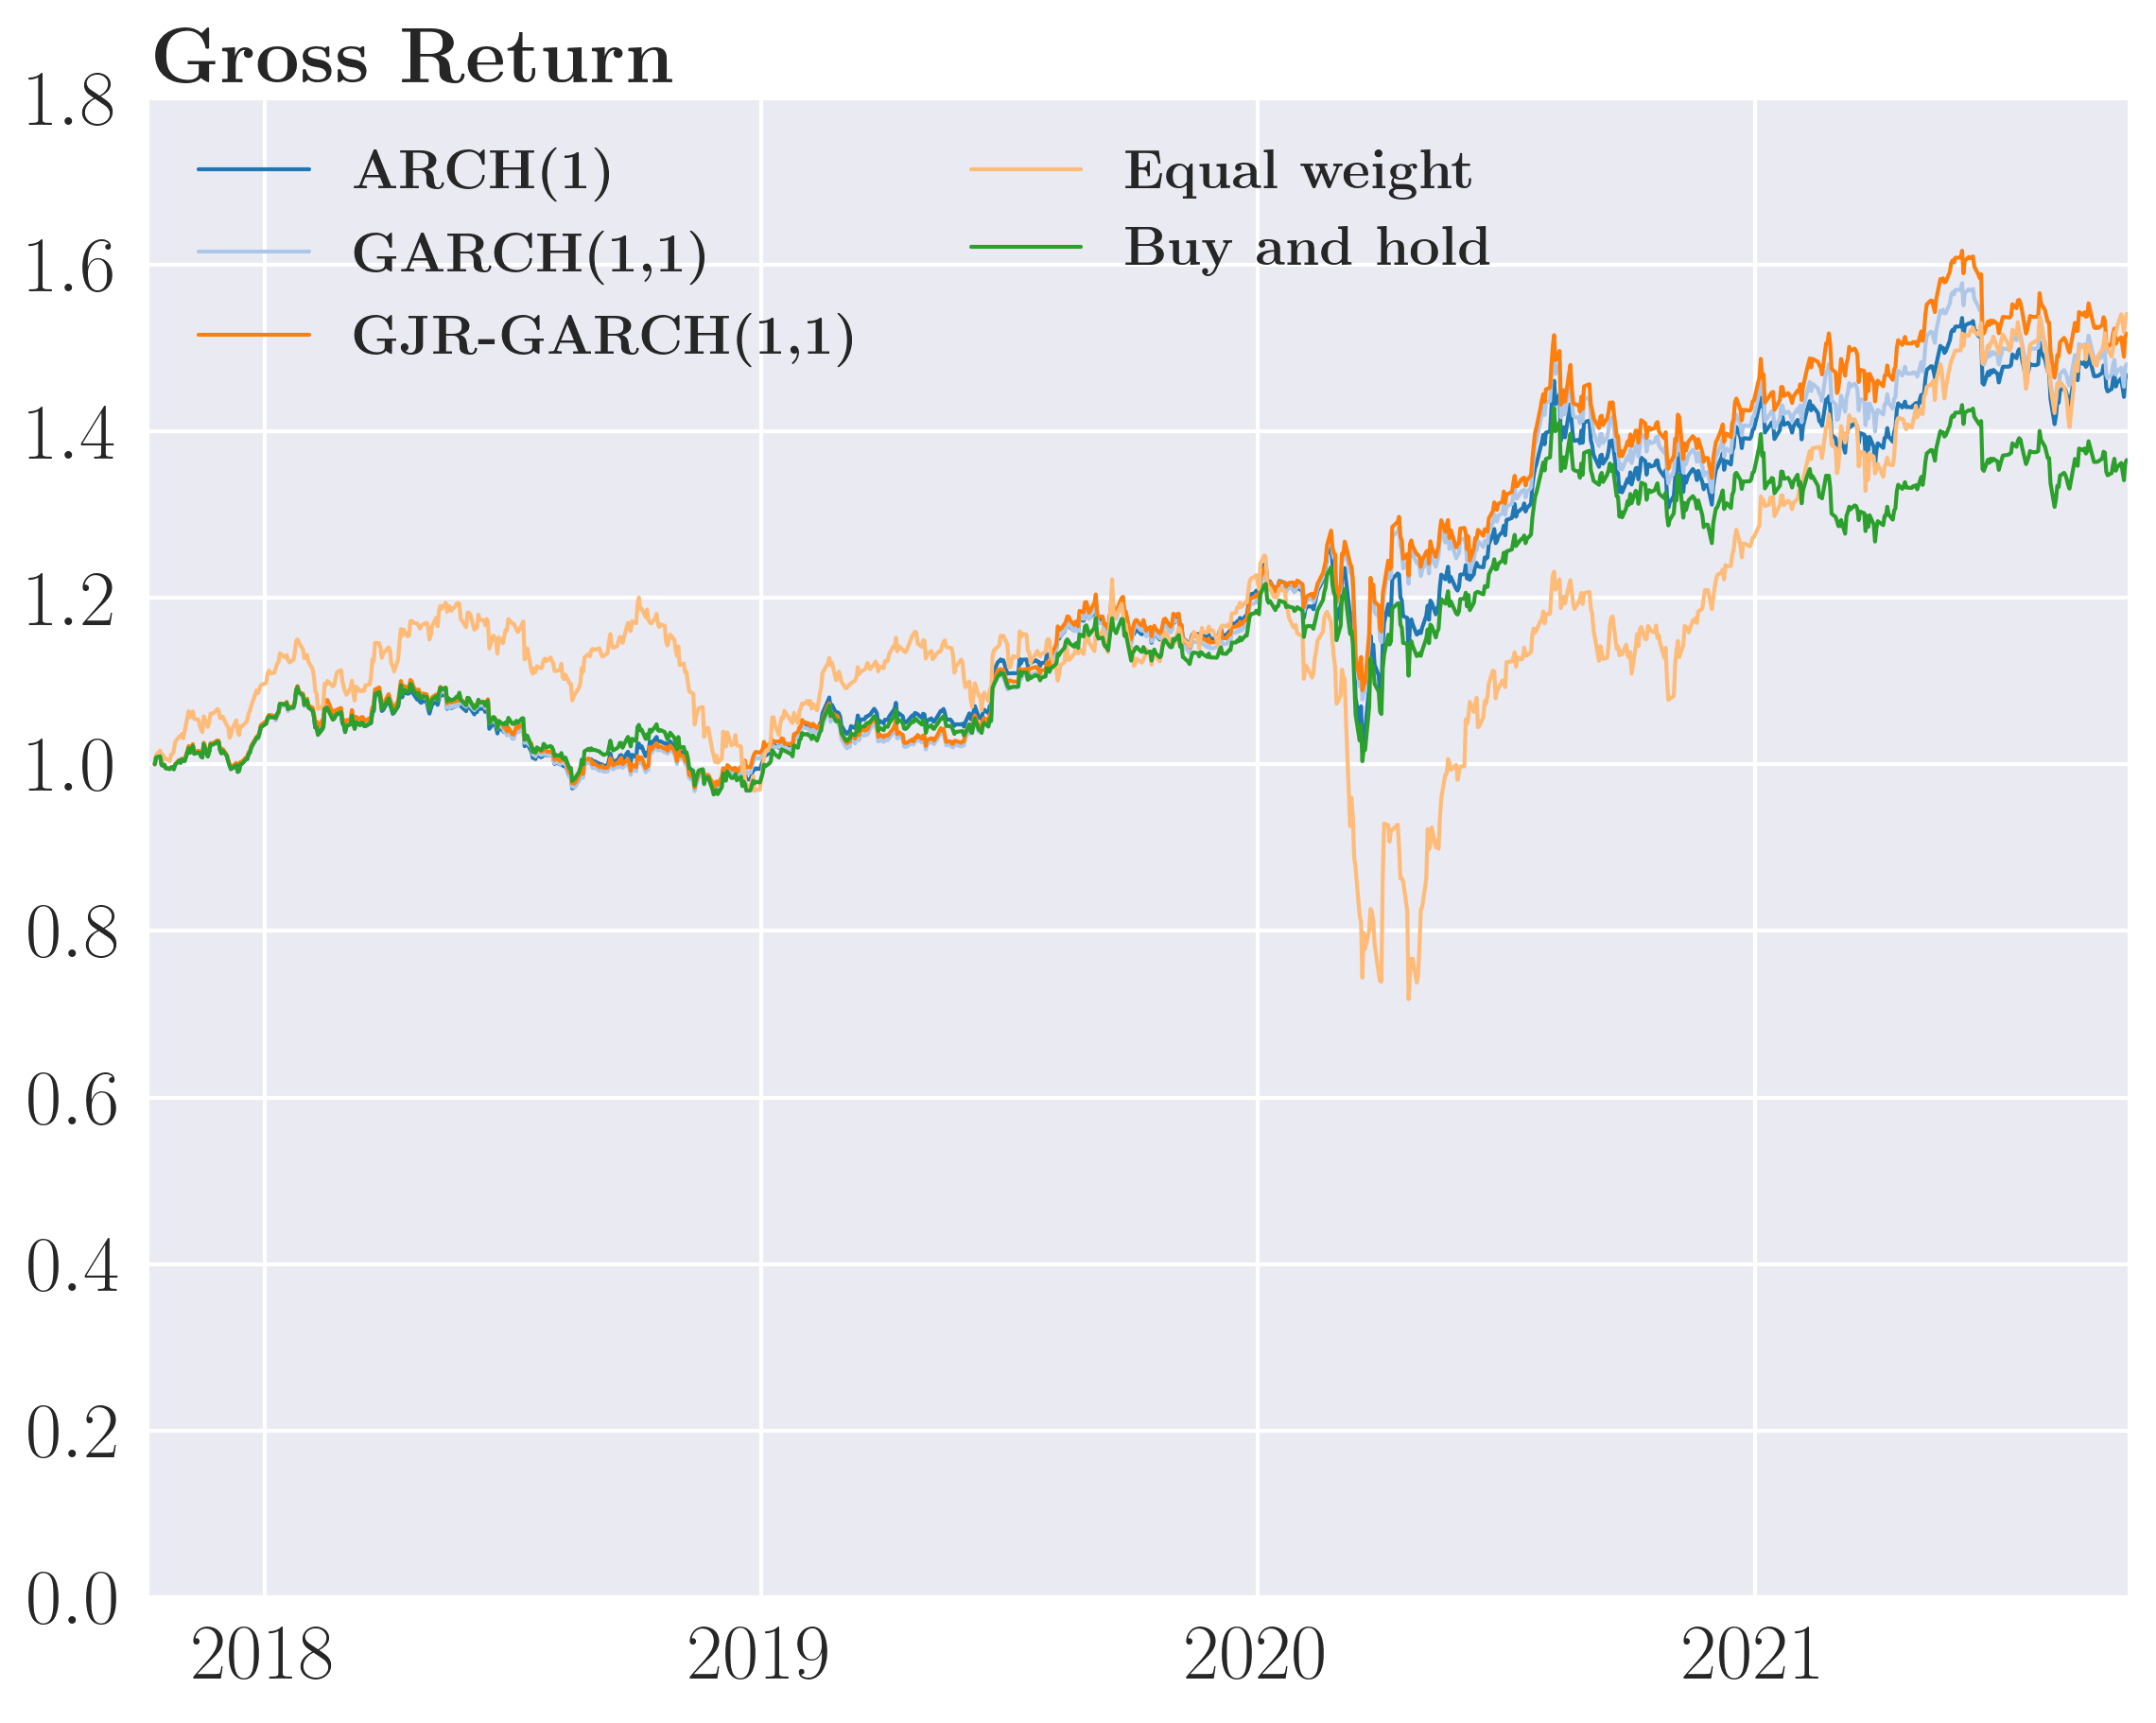 Gross Return
1.8
1.6
1.4
1.2
1.0
0.8
0.6
0.4
0.2
0.0
ARCH(1)
GARCH(1,1)
GJR-GARCH(1,1)
Equal weight
Buy and hold
2018 2019 2020 2021